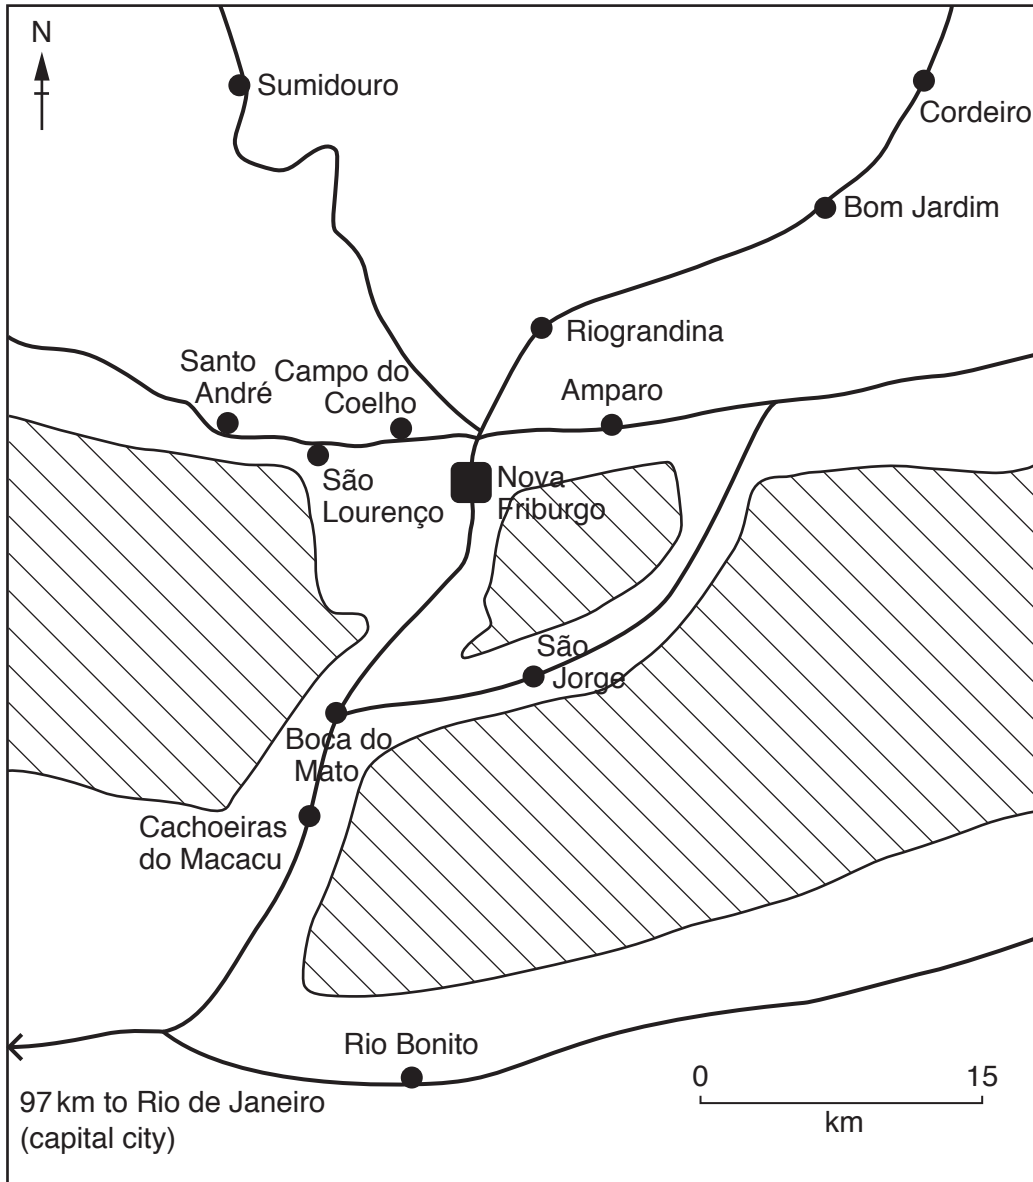 N
Sumidouro
Cordeiro
Bom Jardim
Riograndina
Santo
André
Campo do
Coelho
Amparo
São
Lourenço
Nova
Friburgo
São
Jorge
Boca do
Mato
Cachoeiras
do Macacu
Rio Bonito
97 km to Rio de Janeiro
(capital city)
0 15
km